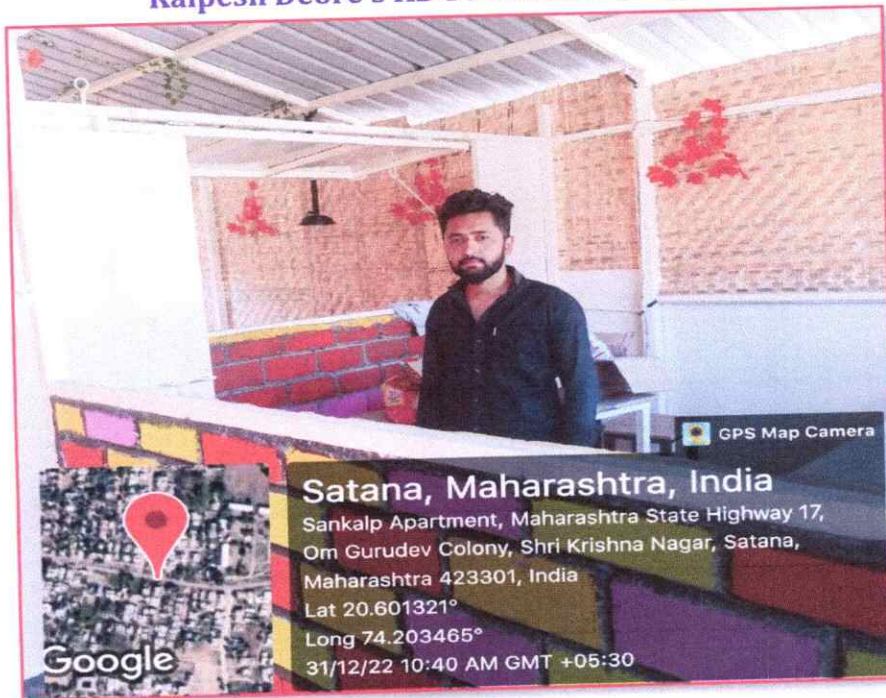 GPS Map Camera
Satana, Maharashtra, India
Sankalp Apartment, Maharashtra State Highway 17,
Om Gurudev Colony, Shri Krishna Nagar, Satana,
Maharashtra 423301, India
Lat 20.601321°
Long 74.203465°
31/12/22 10:40 AM GMT +05:30
Google